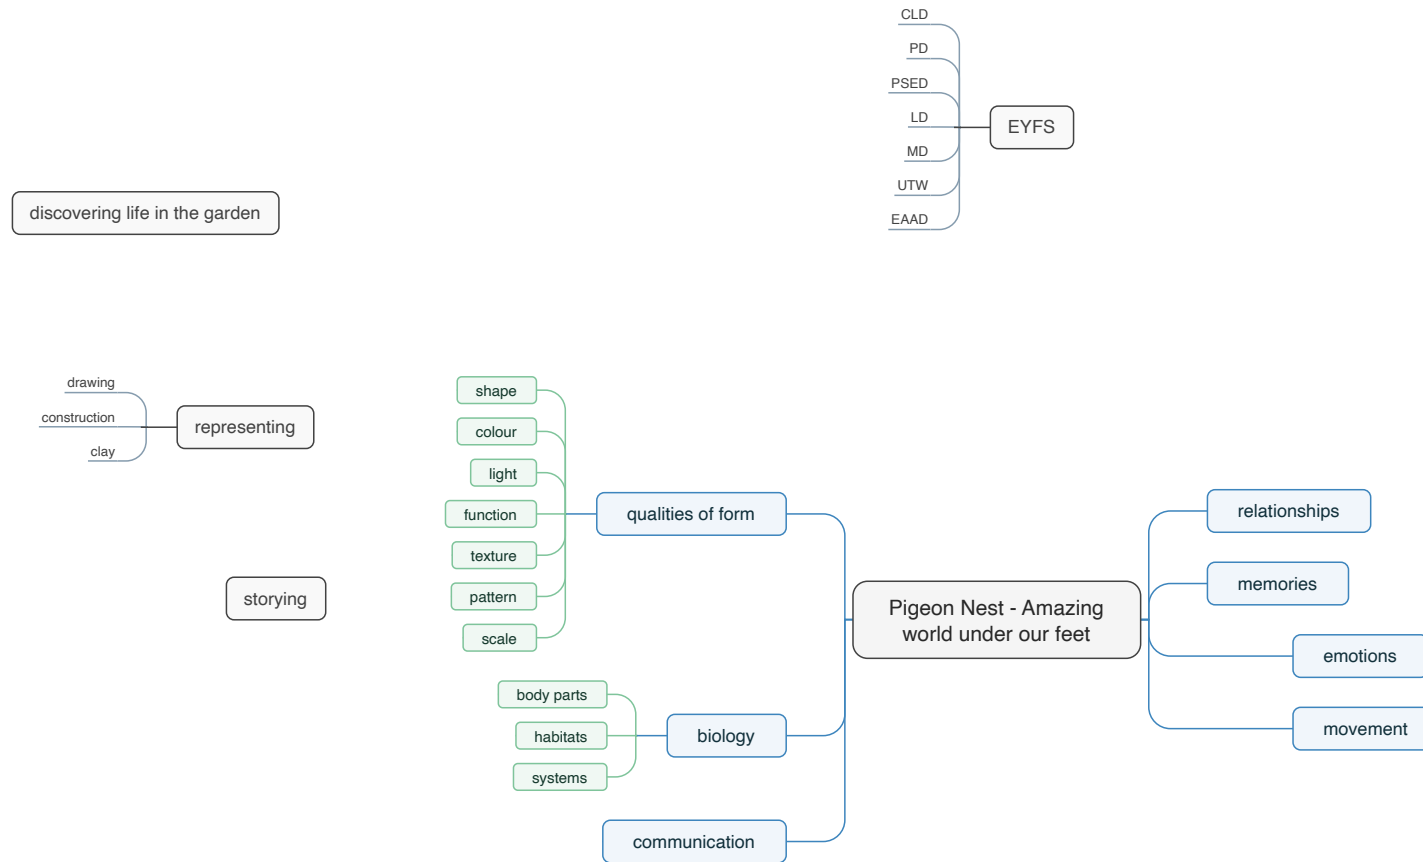 CLD
PD
PSED
LD
MD
UTW
EAAD
EYFS
discovering life in the garden
drawing
construction
clay
representing
storying
shape
colour
light
function
texture
pattern
scale
qualities of form
body parts
habitats
systems
biology
communication
Pigeon Nest - Amazing
world under our feet
relationships
memories
emotions
movement